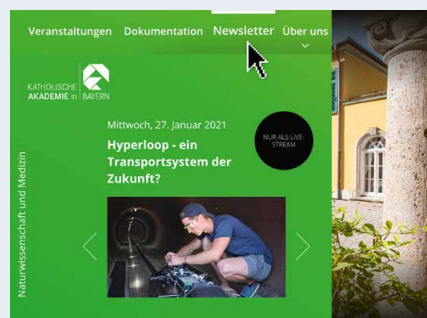 Veranstaltungen Dokumentation Newsletter Über uns
KATHOLISCHE
AKADEMIE in BAYERN
Mittwoch, 27. Januar 2021
NUR ALS LIVE-
STREAM
Hyperloop - ein
Transportsystem der
Zukunft?
Naturwissenschaft und Medizin